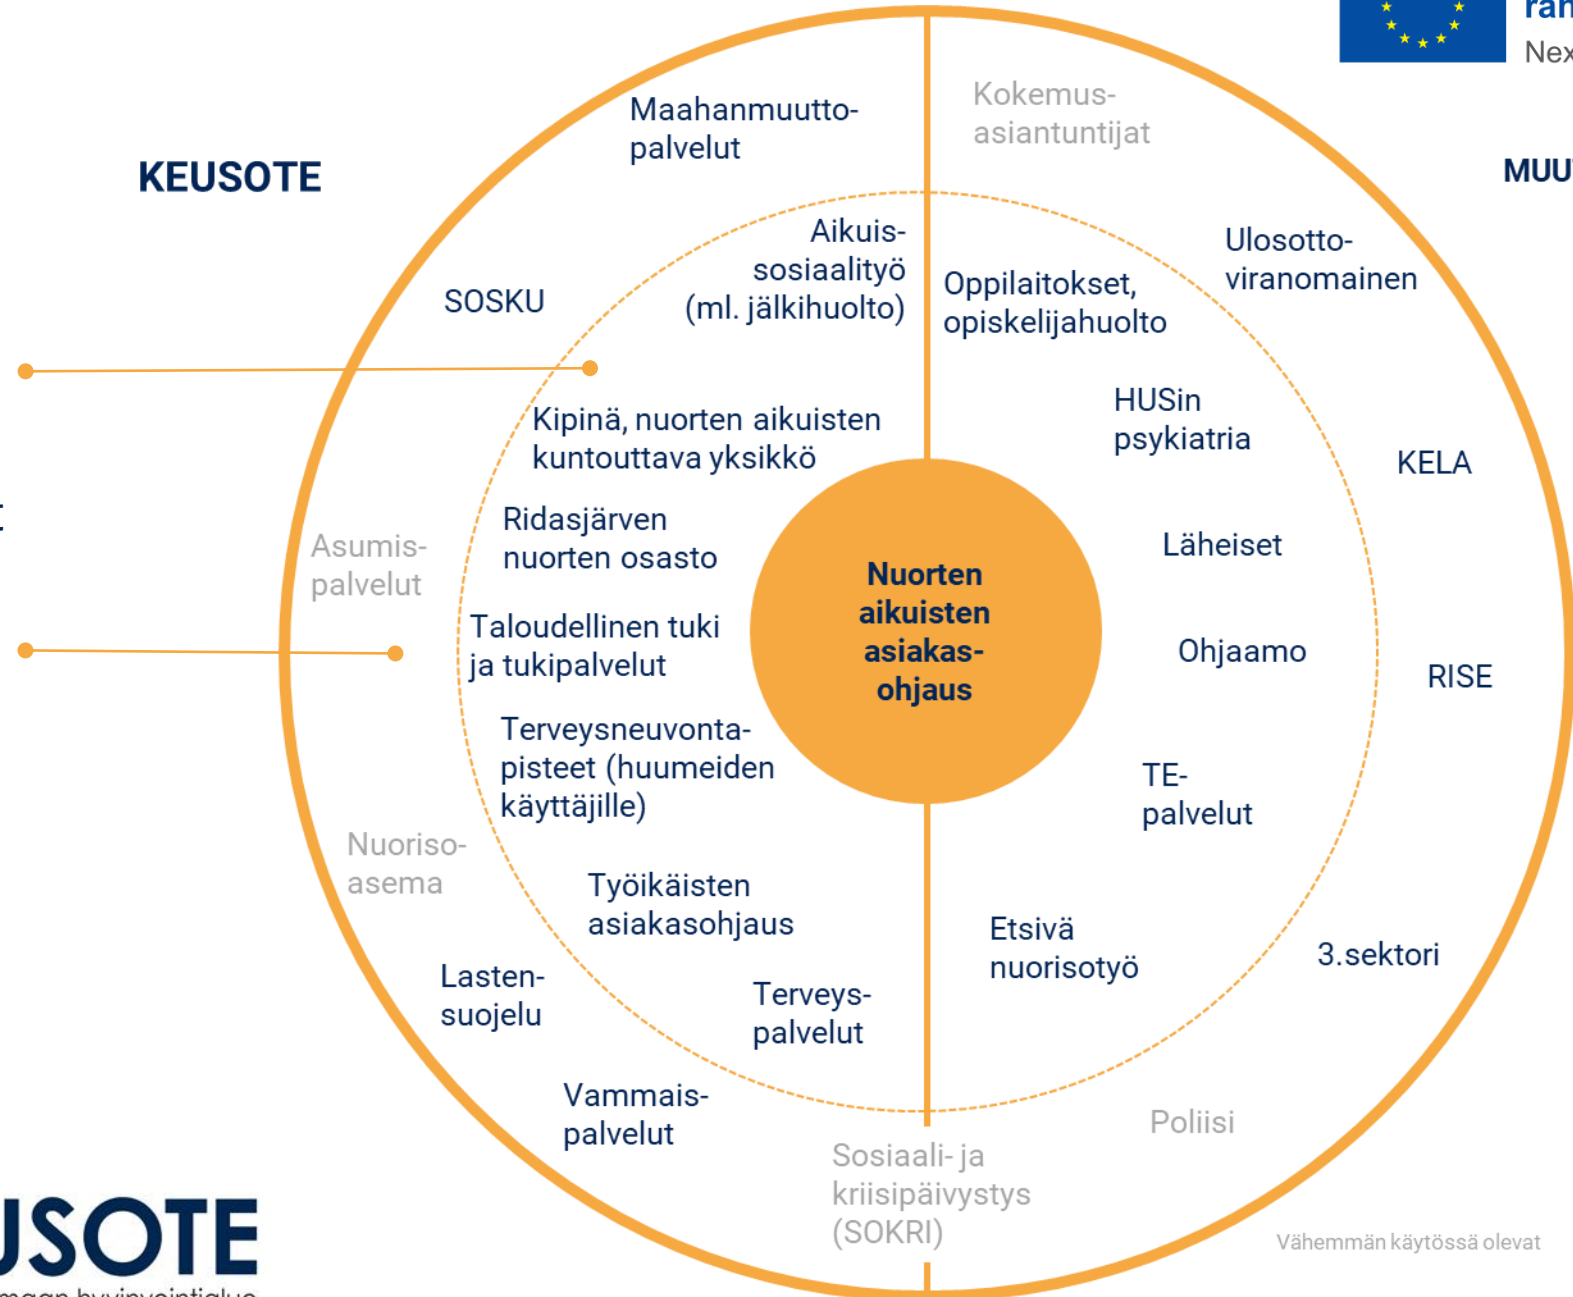 Nex
KEUSOTE
Maahanmuutto-
palvelut
Kokemus-
asiantuntijat
SOSKU
Aikuis-
sosiaalityö
(ml. jälkihuolto)
Oppilaitokset,
opiskelijahuolto
Ulosotto-
viranomainen
Kipinä, nuorten aikuisten
kuntouttava yksikkö
HUSin
psykiatria
KELA
Ridasjärven
nuorten osasto
Asumis-
palvelut
Läheiset
Nuorten
aikuisten
asiakas-
ohjaus
Taloudellinen tuki
ja tukipalvelut
Ohjaamo
RISE
Terveysneuvonta-
pisteet (huumeiden
käyttäjille)
TE-
palvelut
Nuoriso-
asema
Työikäisten
asiakasohjaus
Etsivä
nuorisotyö
3.sektori
Lasten-
suojelu
Terveys-
palvelut
Vammais-
palvelut
Poliisi
Sosiaali- ja
kriisipäivystys
(SOKRI)
Vähemmän käytössä olevat
USOTE